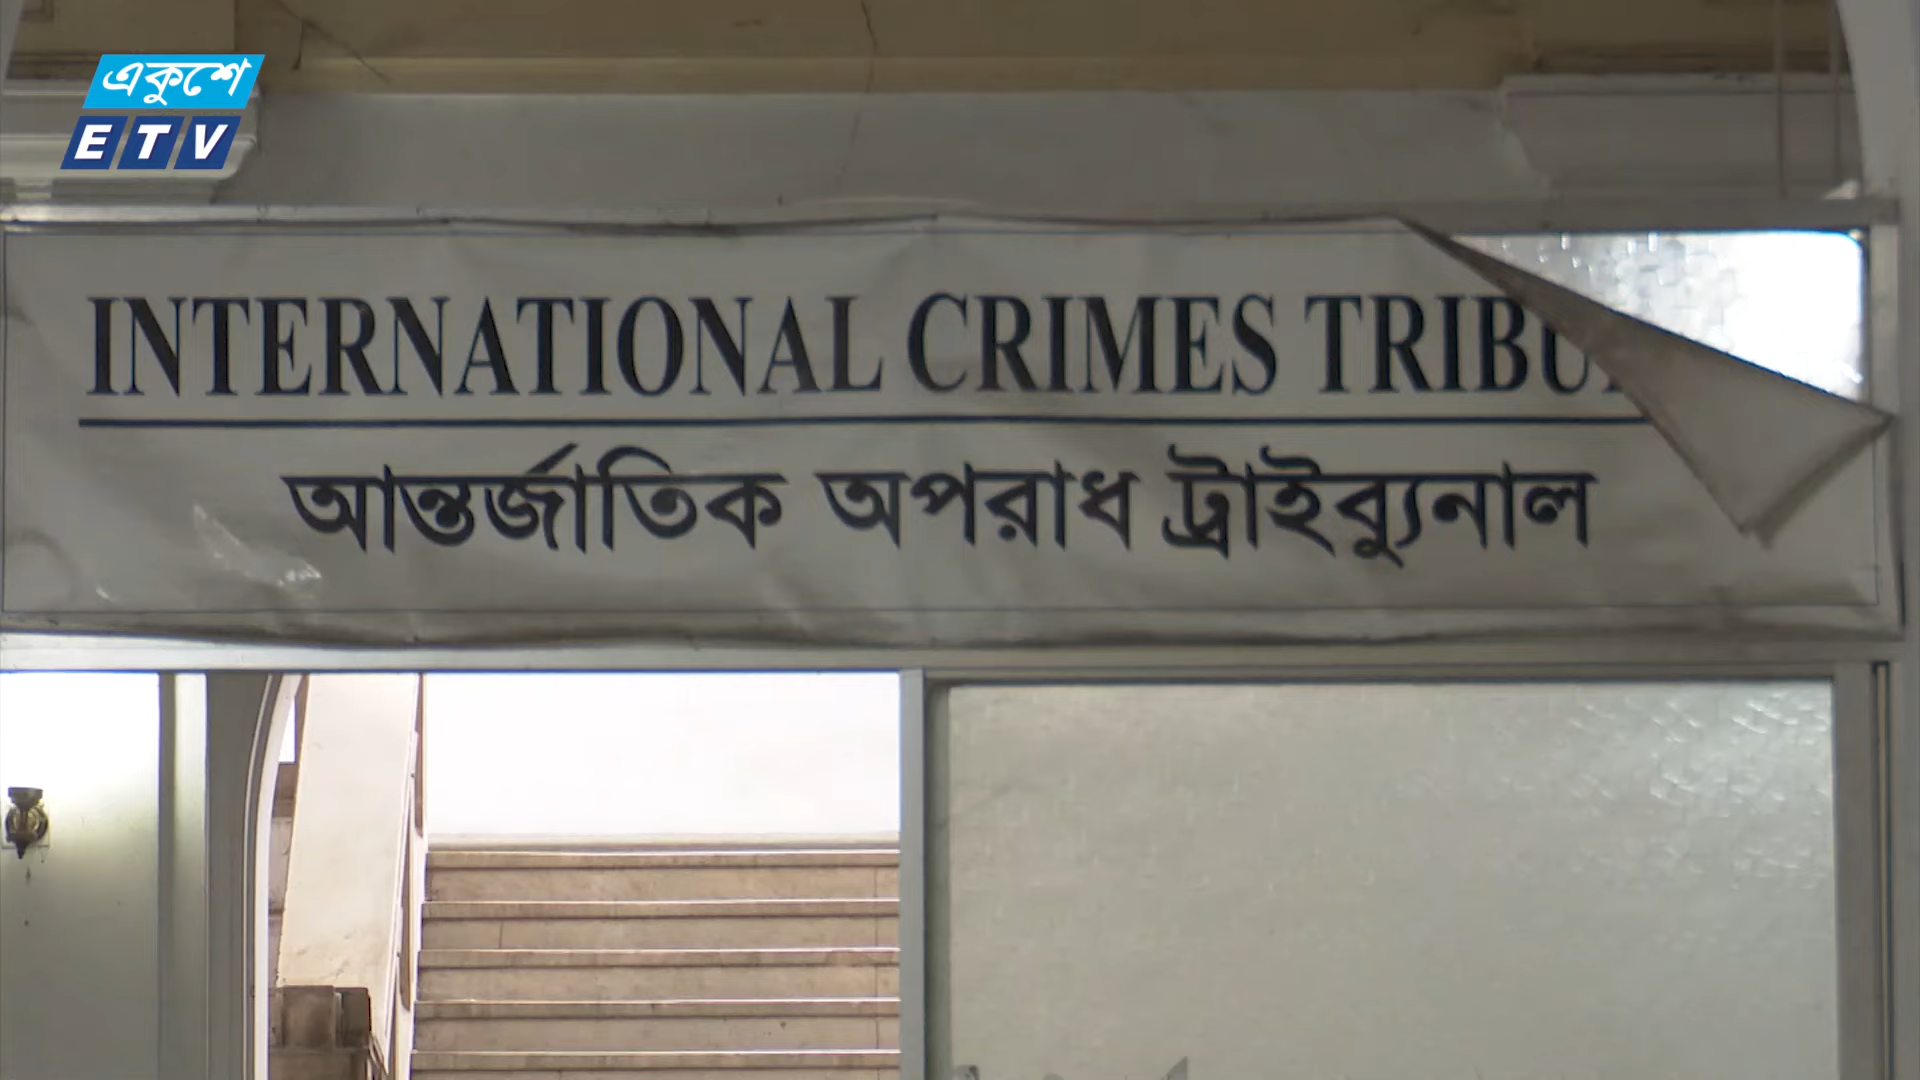 একুশে
ETV
INTERNATIONAL CRIMES TRIBU
আন্তর্জাতিক অপরাধ ট্রাইব্যুনাল